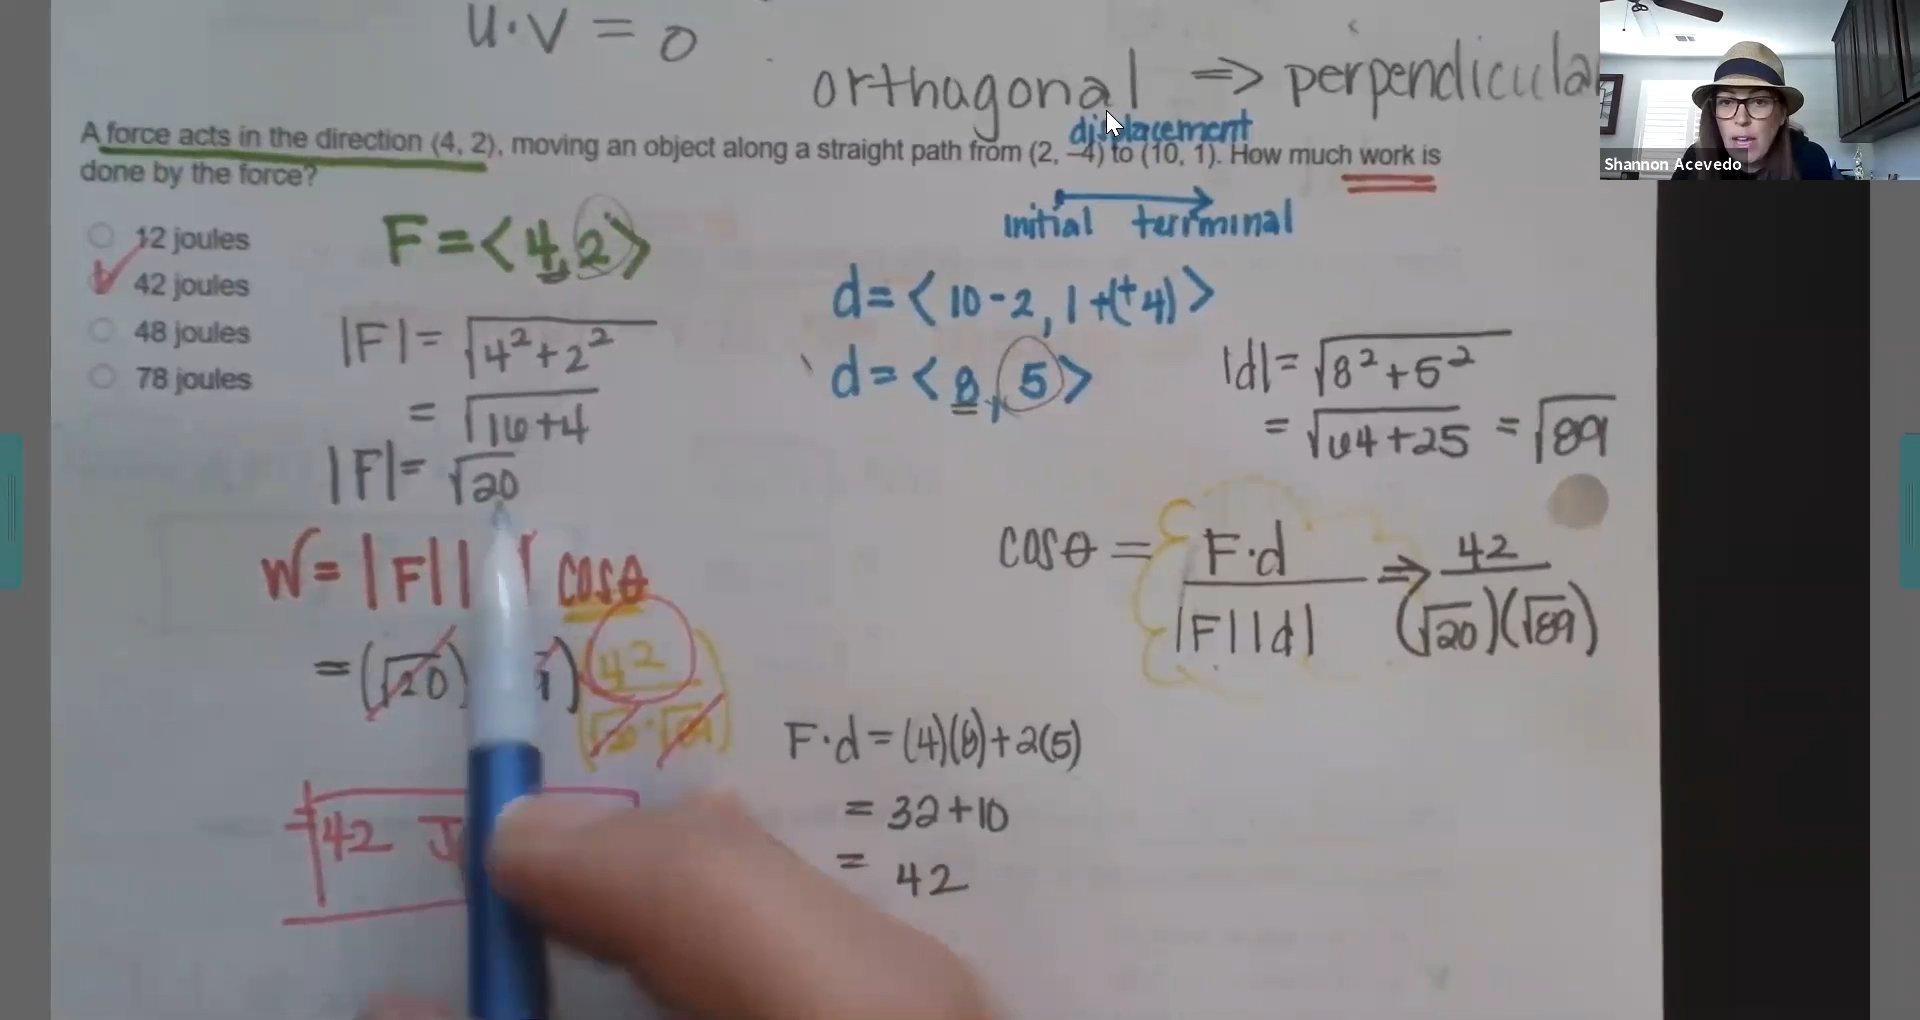 u·v = 0
orthagonal ⇒ perpendicular
displacement
A force acts in the direction ⟨4, 2⟩, moving an object along a straight path from (2, –4) to (10, 1). How much work is
done by the force?
12 joules
42 joules
48 joules
78 joules
F = <4, 2>
initial terminal
d = <10-2, 1+(+4)>
d = <8, 5>
|F| = √4²+2²
= √16+4
|F| = √20
|d| = √8²+5²
= √64+25 = √89
W = |F| | cosθ
= (√20) ) (42
cosθ = F·d / |F||d| ⇒ 42 / (√20)(√89)
F·d = (4)(8)+2(5)
= 32+10
= 42
42 J
Shannon Acevedo